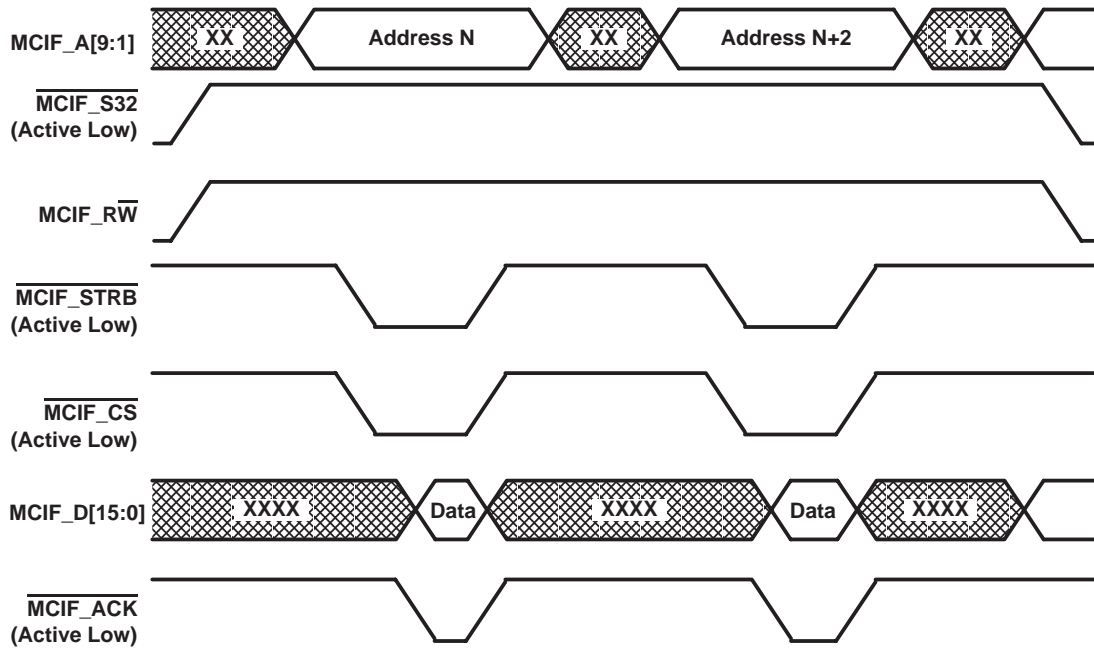 MCIF_A[9:1]
XX
Address N
XX
Address N+2
XX
MCIF_S32
(Active Low)
MCIF_RW
MCIF_STRB
(Active Low)
MCIF_CS
(Active Low)
MCIF_D[15:0]
XXXX
Data
XXXX
Data
XXXX
MCIF_ACK
(Active Low)